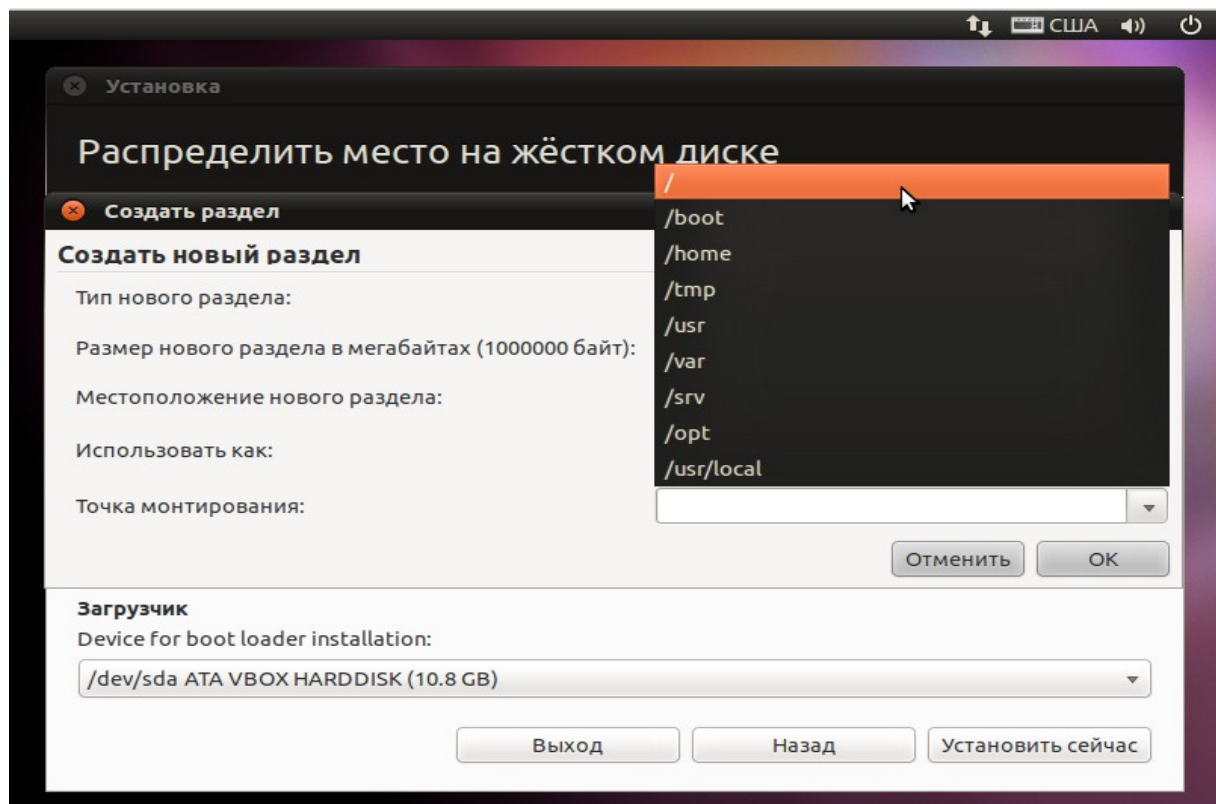 США
Установка
Распределить место на жёстком диске
Создать раздел
Создать новый раздел
Тип нового раздела:
Размер нового раздела в мегабайтах (1000000 байт):
Местоположение нового раздела:
Использовать как:
Точка монтирования:
/
/boot
/home
/tmp
/usr
/var
/srv
/opt
/usr/local
Отменить
OK
Загрузчик
Device for boot loader installation:
/dev/sda ATA VBOX HARDDISK (10.8 GB)
Выход
Назад
Установить сейчас